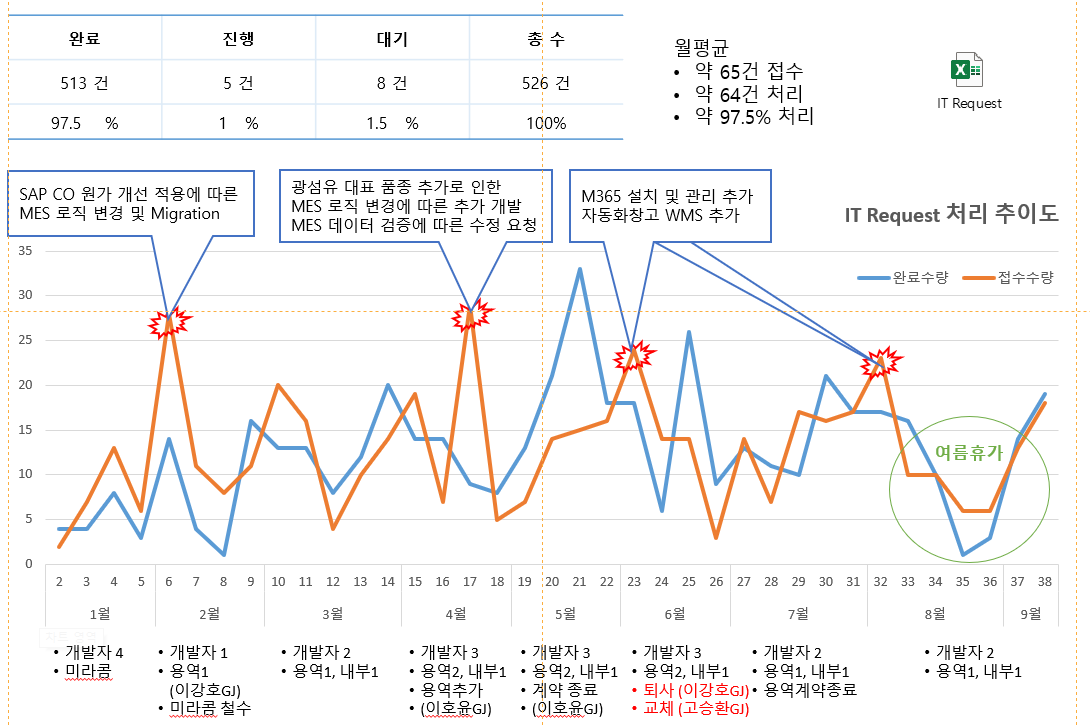 완료 진행 대기 총 수
513 건 5 건 8 건 526 건
97.5 % 1 % 1.5 % 100%
월평균
• 약 65건 접수
• 약 64건 처리
• 약 97.5% 처리
IT Request
SAP CO 원가 개선 적용에 따른
MES 로직 변경 및 Migration
광섬유 대표 품종 추가로 인한
MES 로직 변경에 따른 추가 개발
MES 데이터 검증에 따른 수정 요청
M365 설치 및 관리 추가
자동화창고 WMS 추가
IT Request 처리 추이도
완료수량 접수수량
35
30
25
20
15
10
5
0
여름휴가
2 3 4 5 6 7 8 9 10 11 12 13 14 15 16 17 18 19 20 21 22 23 24 25 26 27 28 29 30 31 32 33 34 35 36 37 38
1월 2월 3월 4월 5월 6월 7월 8월 9월
• 개발자 4
• 미라콤
• 개발자 1
• 용역1
(이강호GJ)
• 미라콤 철수
• 개발자 2
• 용역1, 내부1
• 개발자 3
• 용역2, 내부1
• 용역추가
• (이호윤GJ)
• 개발자 3
• 용역2, 내부1
• 계약 종료
• (이호윤GJ)
• 개발자 3
• 용역2, 내부1
• 퇴사 (이강호GJ)
• 교체 (고승환GJ)
• 개발자 2
• 용역1, 내부1
• 용역계약종료
• 개발자 2
• 용역1, 내부1